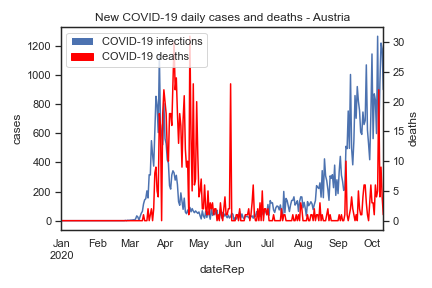 New COVID-19 daily cases and deaths - Austria
COVID-19 infections
COVID-19 deaths
cases
1200
1000
800
600
400
200
0
deaths
30
25
20
15
10
5
0
Jan Feb Mar Apr May Jun Jul Aug Sep Oct
2020
dateRep